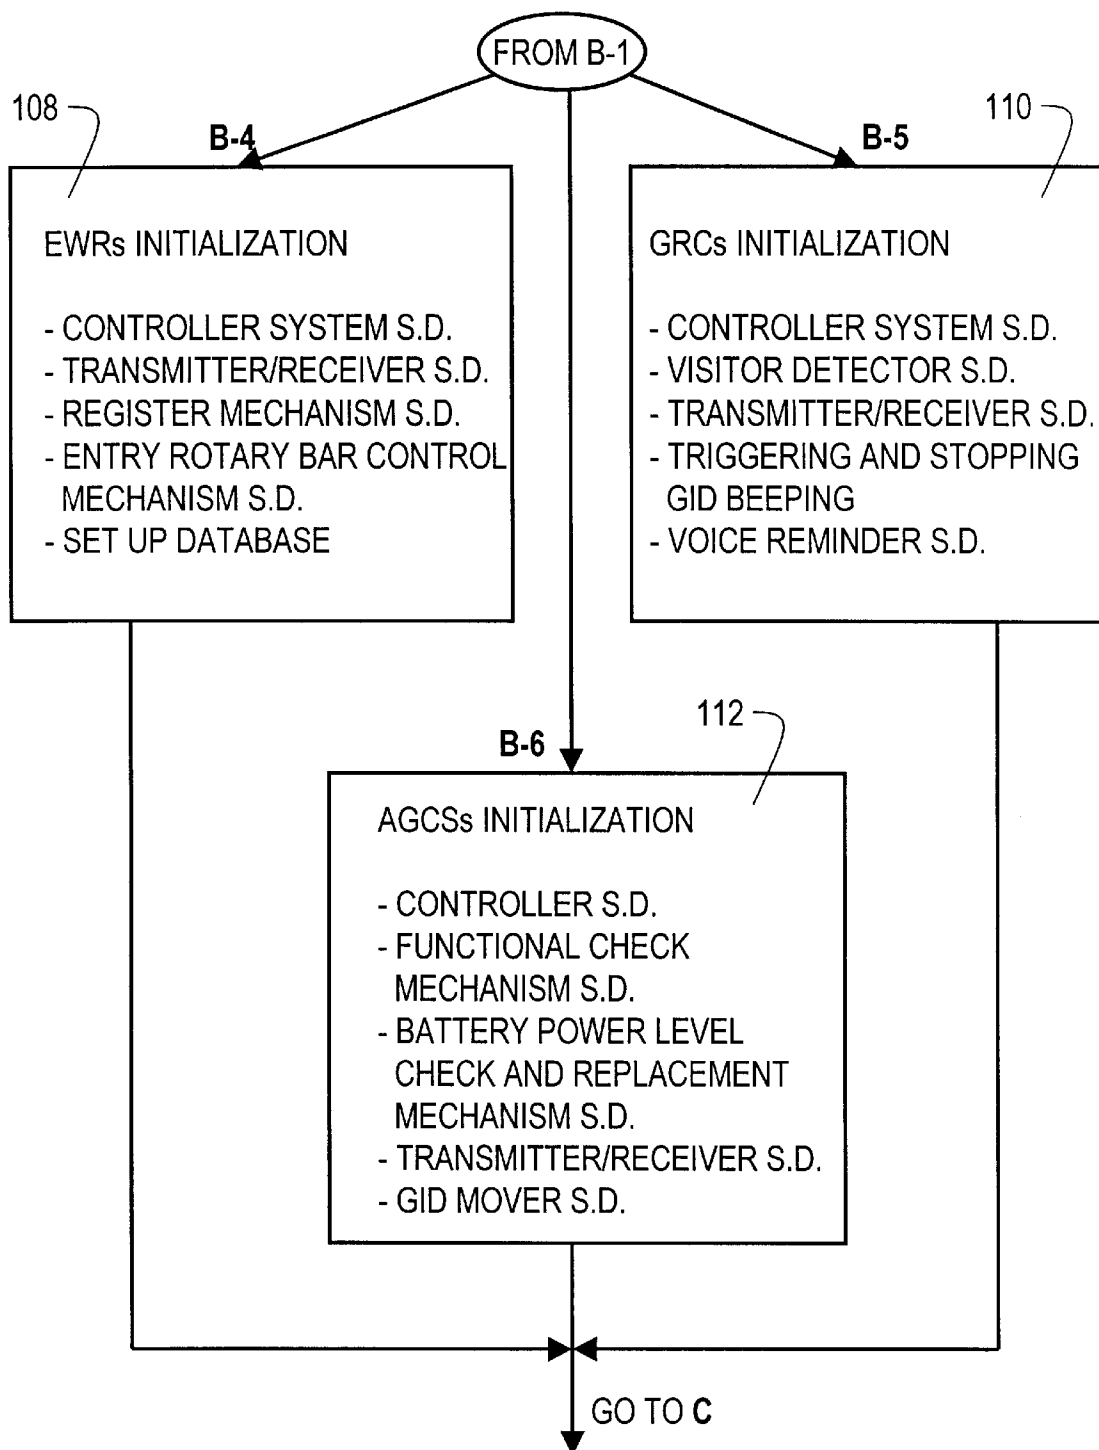 FROM B-1
108
110
B-4
B-5
EWRs INITIALIZATION
- CONTROLLER SYSTEM S.D.
- TRANSMITTER/RECEIVER S.D.
- REGISTER MECHANISM S.D.
- ENTRY ROTARY BAR CONTROL
MECHANISM S.D.
- SET UP DATABASE
GRCs INITIALIZATION
- CONTROLLER SYSTEM S.D.
- VISITOR DETECTOR S.D.
- TRANSMITTER/RECEIVER S.D.
- TRIGGERING AND STOPPING
GID BEEPING
- VOICE REMINDER S.D.
112
B-6
AGCSs INITIALIZATION
- CONTROLLER S.D.
- FUNCTIONAL CHECK
MECHANISM S.D.
- BATTERY POWER LEVEL
CHECK AND REPLACEMENT
MECHANISM S.D.
- TRANSMITTER/RECEIVER S.D.
- GID MOVER S.D.
GO TO C